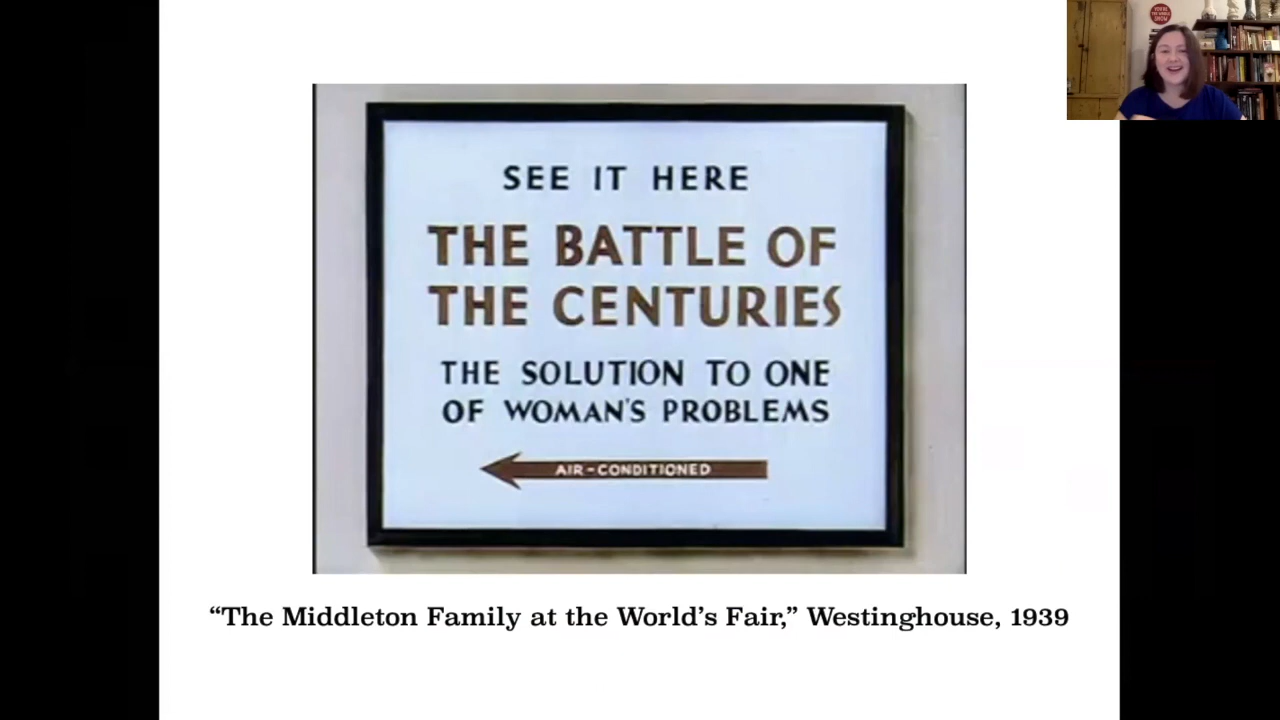 SEE IT HERE
THE BATTLE OF
THE CENTURIES
THE SOLUTION TO ONE
OF WOMAN'S PROBLEMS
AIR-CONDITIONED
“The Middleton Family at the World’s Fair,” Westinghouse, 1939